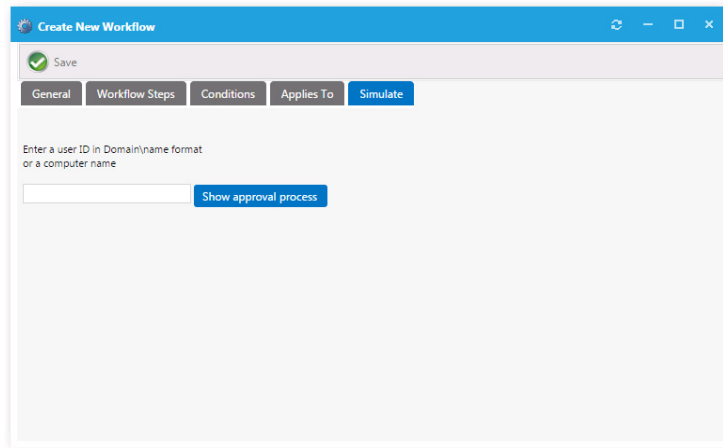 Create New Workflow
Save
General Workflow Steps Conditions Applies To Simulate
Enter a user ID in Domain\name format
or a computer name
Show approval process